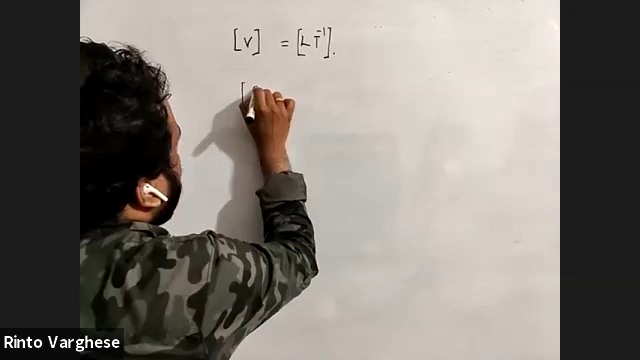 [V] = [LT⁻¹].
[
Rinto Varghese